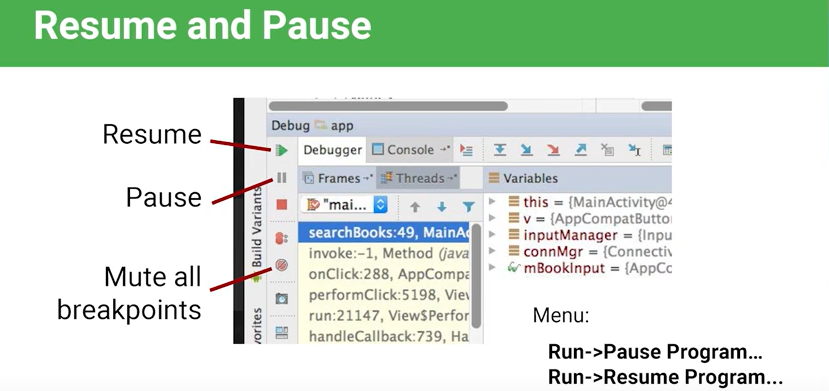 Resume and Pause
Resume
Pause
Mute all
breakpoints
Debug app
Debugger Console
Frames Threads
Variables
"mai...
searchBooks:49, MainAc
invoke:-1, Method (java
onClick:288, AppCompa
performClick:5198, View
run:21147, View$Perfor
handleCallback:739, Ha
this = {MainActivity@4
v = {AppCompatButto
inputManager = {Inpu
connMgr = {Connectiv
mBookInput = {AppCo
Build Variants
orites
Menu:
Run->Pause Program...
Run->Resume Program...